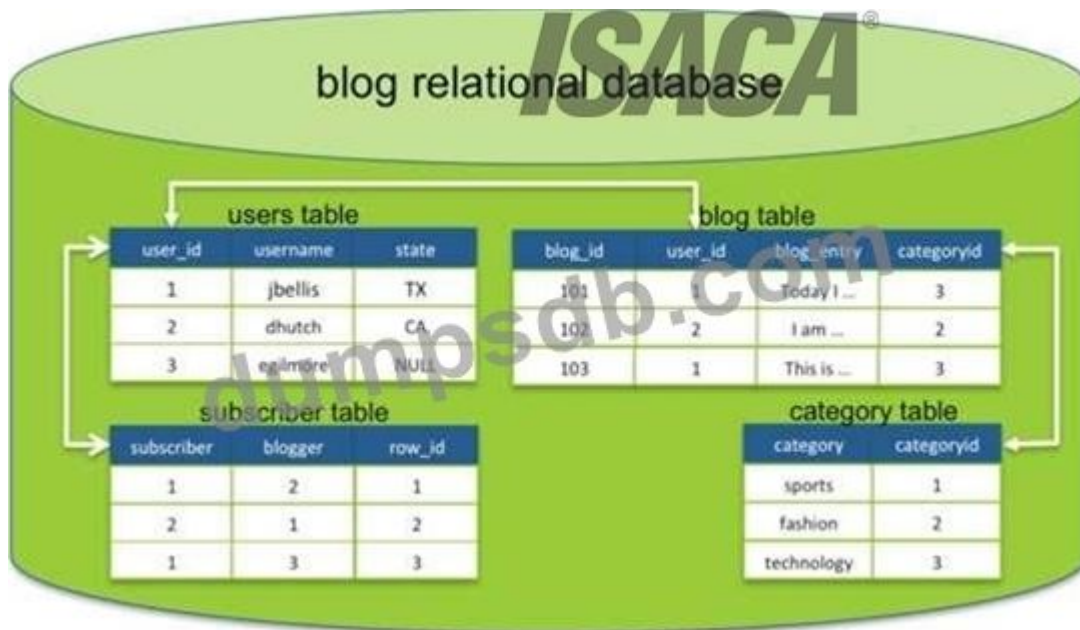 ISACA®
blog relational database
users table
user_id username state
1 jbellis TX
2 dhutch CA
3 egilmore NULL
blog table
blog_id user_id blog_entry categoryid
101 1 Today I ...
3
102 2 I am ... 2
103 1 This is ... 3
dumpsdb.com
subscriber table
subscriber blogger row_id
1 2 1
2 1 2
1 3 3
category table
category categoryid
sports 1
fashion 2
technology 3